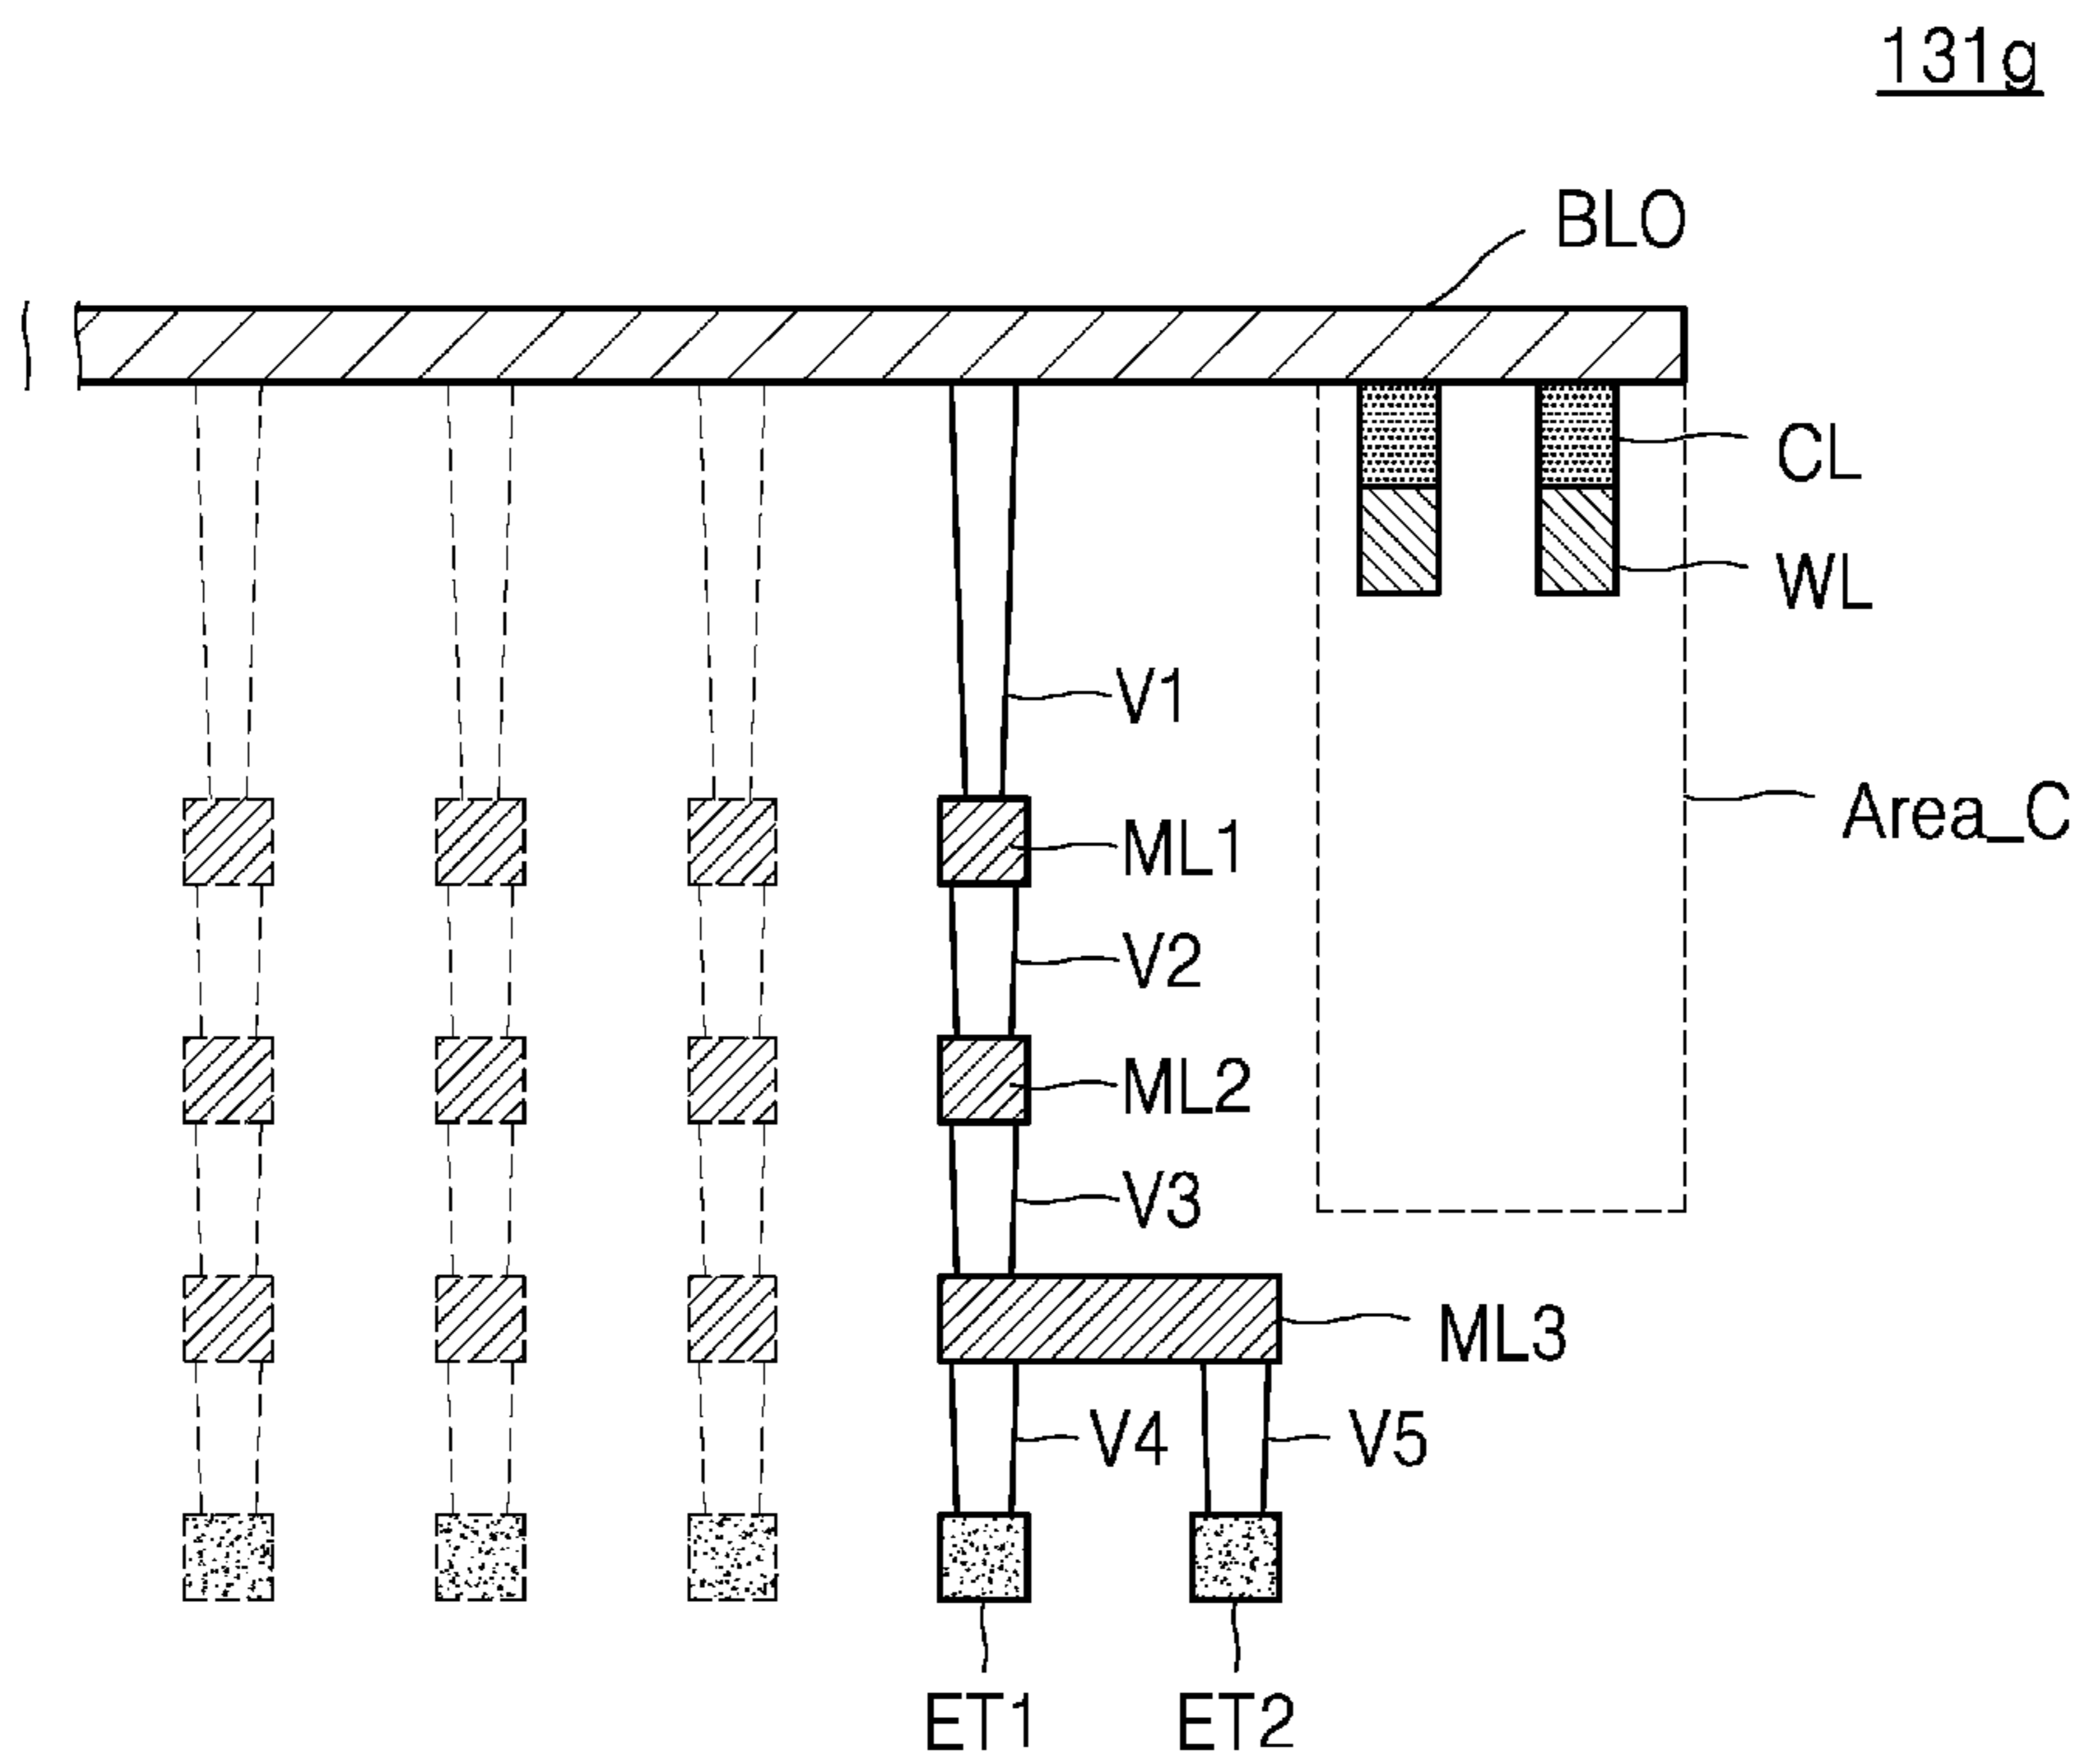 131g
BLO
CL
WL
V1
Area_C
ML1
V2
ML2
V3
ML3
V4
V5
ET1
ET2